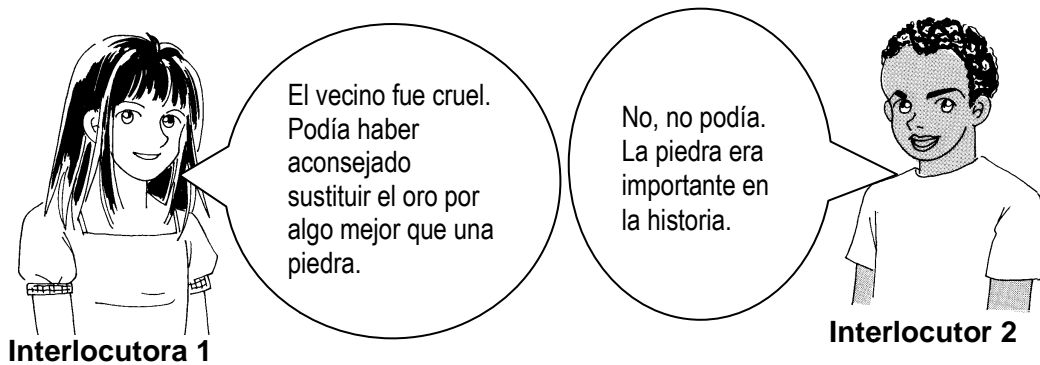 El vecino fue cruel.
Podía haber
aconsejado
sustituir el oro por
algo mejor que una
piedra.
No, no podía.
La piedra era
importante en
la historia.
Interlocutora 1
Interlocutor 2